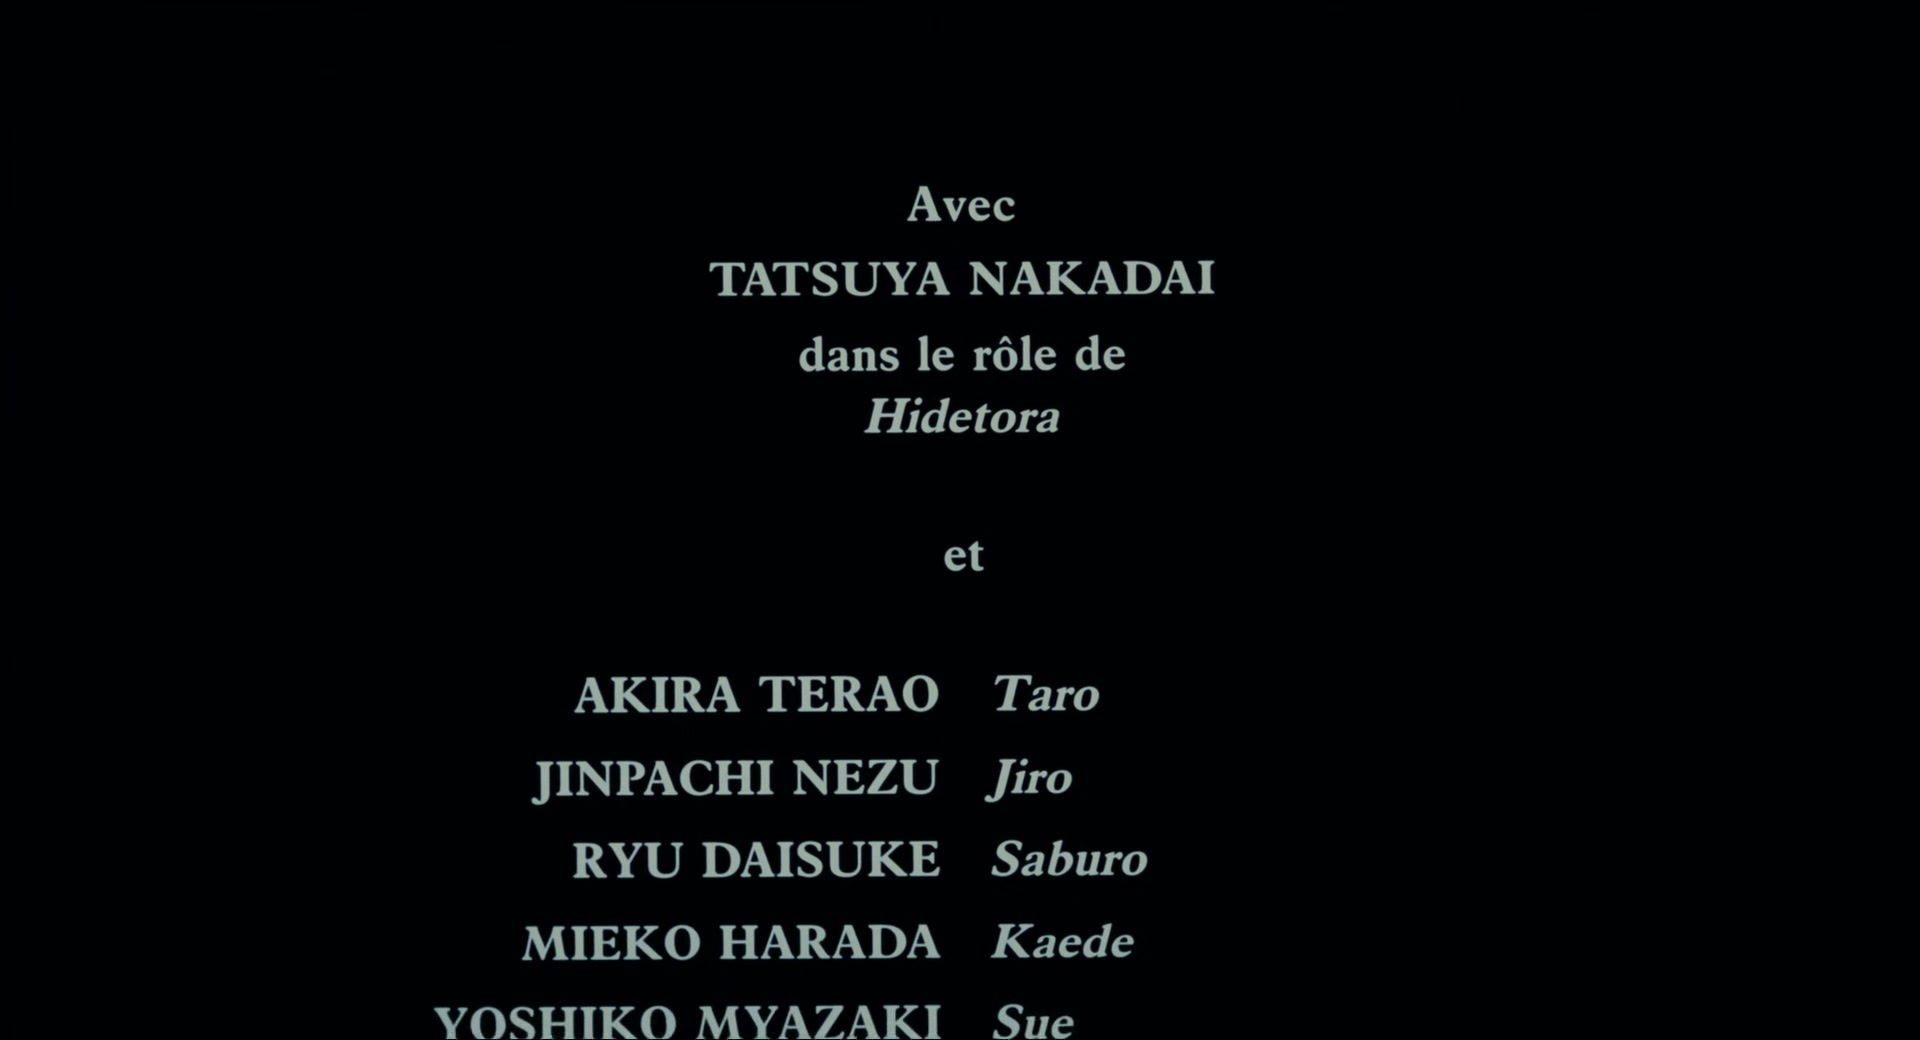 Avec
TATSUYA NAKADAI
dans le rôle de
Hidetora
et
AKIRA TERAO Taro
JINPACHI NEZU Jiro
RYU DAISUKE Saburo
MIEKO HARADA Kaede
YOSHIKO MYAZAKI Sue